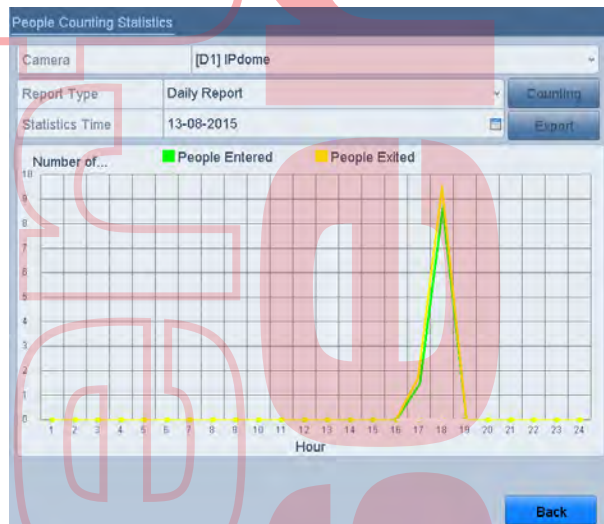 People Counting Statistics
Camera [D1] IPdome
Report Type Daily Report Counting
Statistics Time 13-08-2015 Export
Number of... People Entered People Exited
10
9
8
7
6
5
4
3
2
1
0
1 2 3 4 5 6 7 8 9 10 11 12 13 14 15 16 17 18 19 20 21 22 23 24
Hour
Back